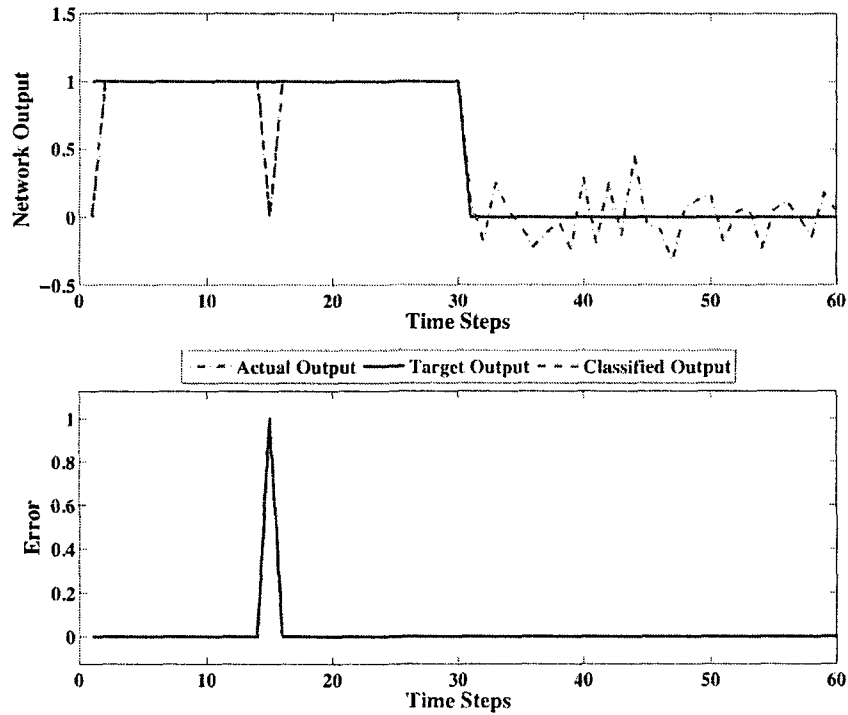 1.5
1
0.5
0
−0.5
Network Output
0 10 20 30 40 50 60
Time Steps
Actual Output Target Output Classified Output
1
0.8
0.6
0.4
0.2
0
Error
0 10 20 30 40 50 60
Time Steps